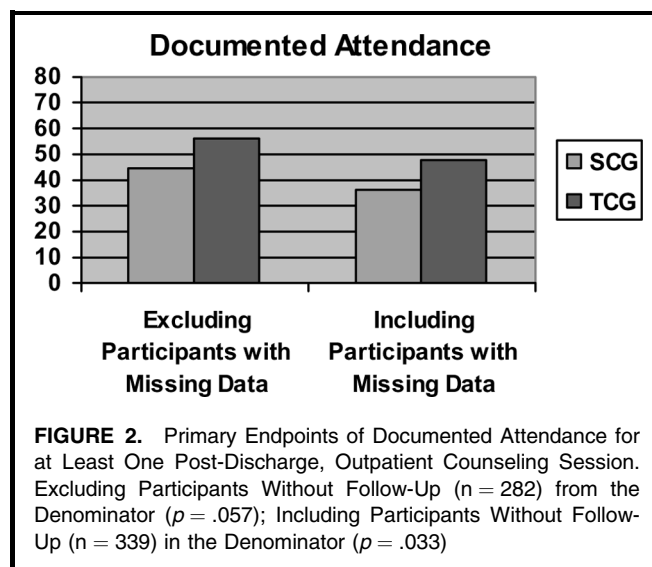 Documented Attendance
80
70
60
50
40
30
20
10
0
SCG
TCG
Excluding
Participants with
Missing Data
Including
Participants with
Missing Data
FIGURE 2. Primary Endpoints of Documented Attendance for
at Least One Post-Discharge, Outpatient Counseling Session.
Excluding Participants Without Follow-Up (n = 282) from the
Denominator (p = .057); Including Participants Without Follow-
Up (n = 339) in the Denominator (p = .033)